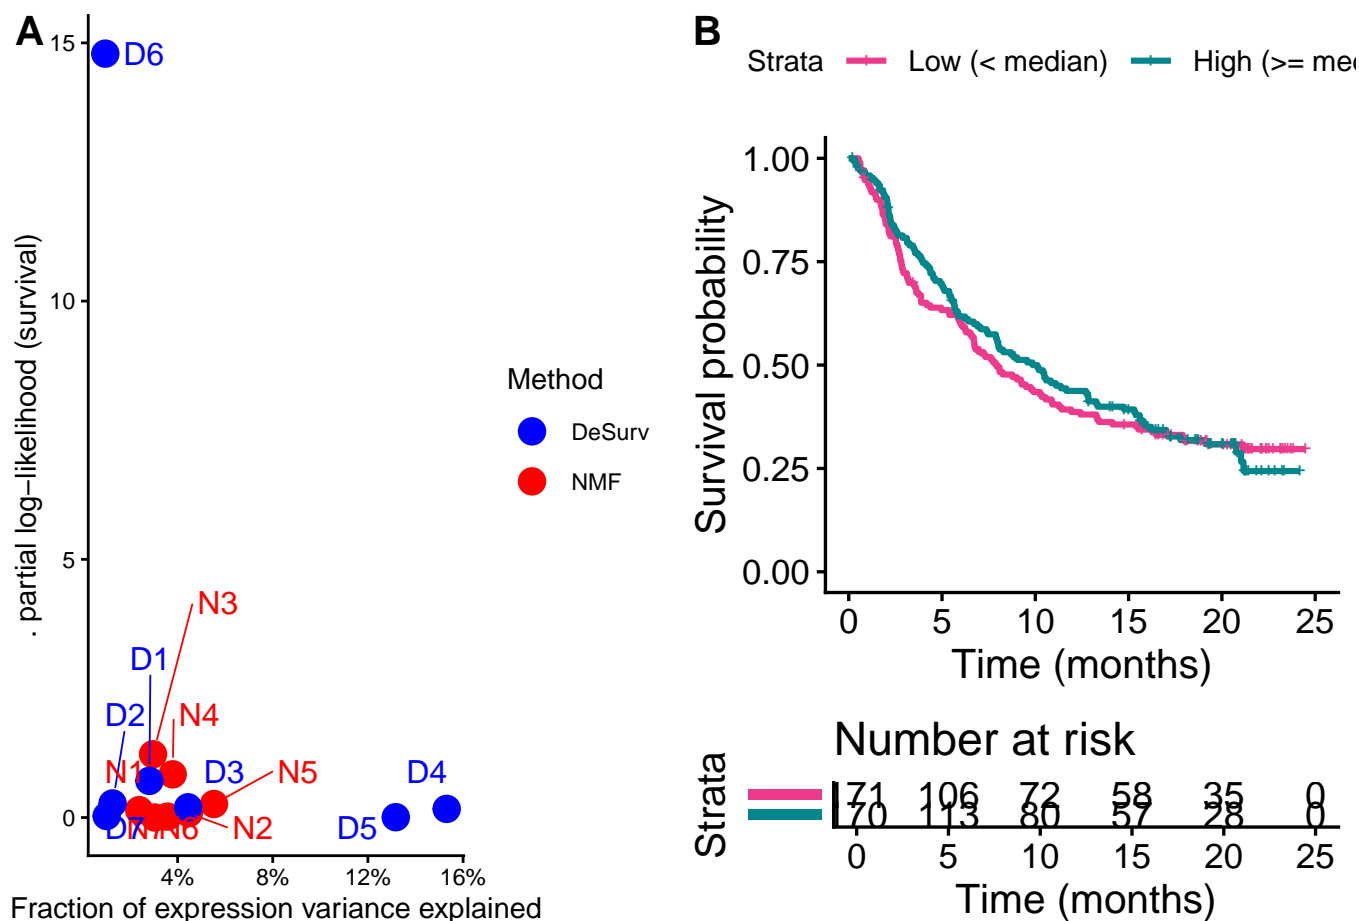 A
15
10
5
0
. partial log−likelihood (survival)
D6
N3
D1
D2
N4
N1
D3
N5
D4
D7
N7
N6
N2
D5
4%
8%
12%
16%
Fraction of expression variance explained
Method
DeSurv
NMF
B
Strata
Low (< median)
High (>= me
1.00
0.75
0.50
0.25
0.00
Survival probability
0 5 10 15 20 25
Time (months)
Number at risk
Strata
171 106 72 58 35 0
170 113 80 57 28 0
0 5 10 15 20 25
Time (months)